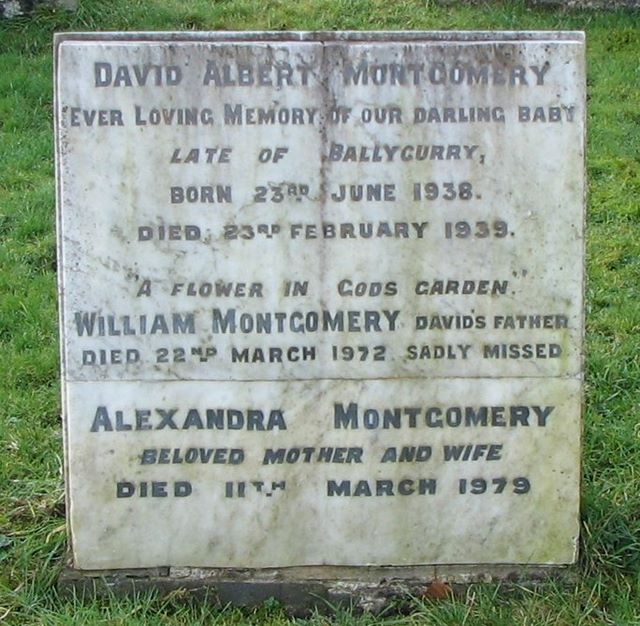 DAVID ALBERT MONTGOMERY
EVER LOVING MEMORY OF OUR DARLING BABY
LATE OF BALLYGURRY,
BORN 23RD JUNE 1938.
DIED, 23RD FEBRUARY 1939.
"A FLOWER IN GODS GARDEN."
WILLIAM MONTGOMERY DAVID'S FATHER
DIED 22ND MARCH 1972 SADLY MISSED
ALEXANDRA MONTGOMERY
BELOVED MOTHER AND WIFE
DIED 11TH MARCH 1979